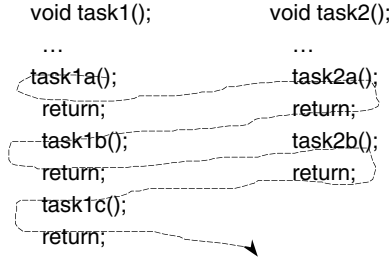 void task1();
…
task1a();
return;
task1b();
return;
task1c();
return;
void task2();
…
task2a();
return;
task2b();
return;